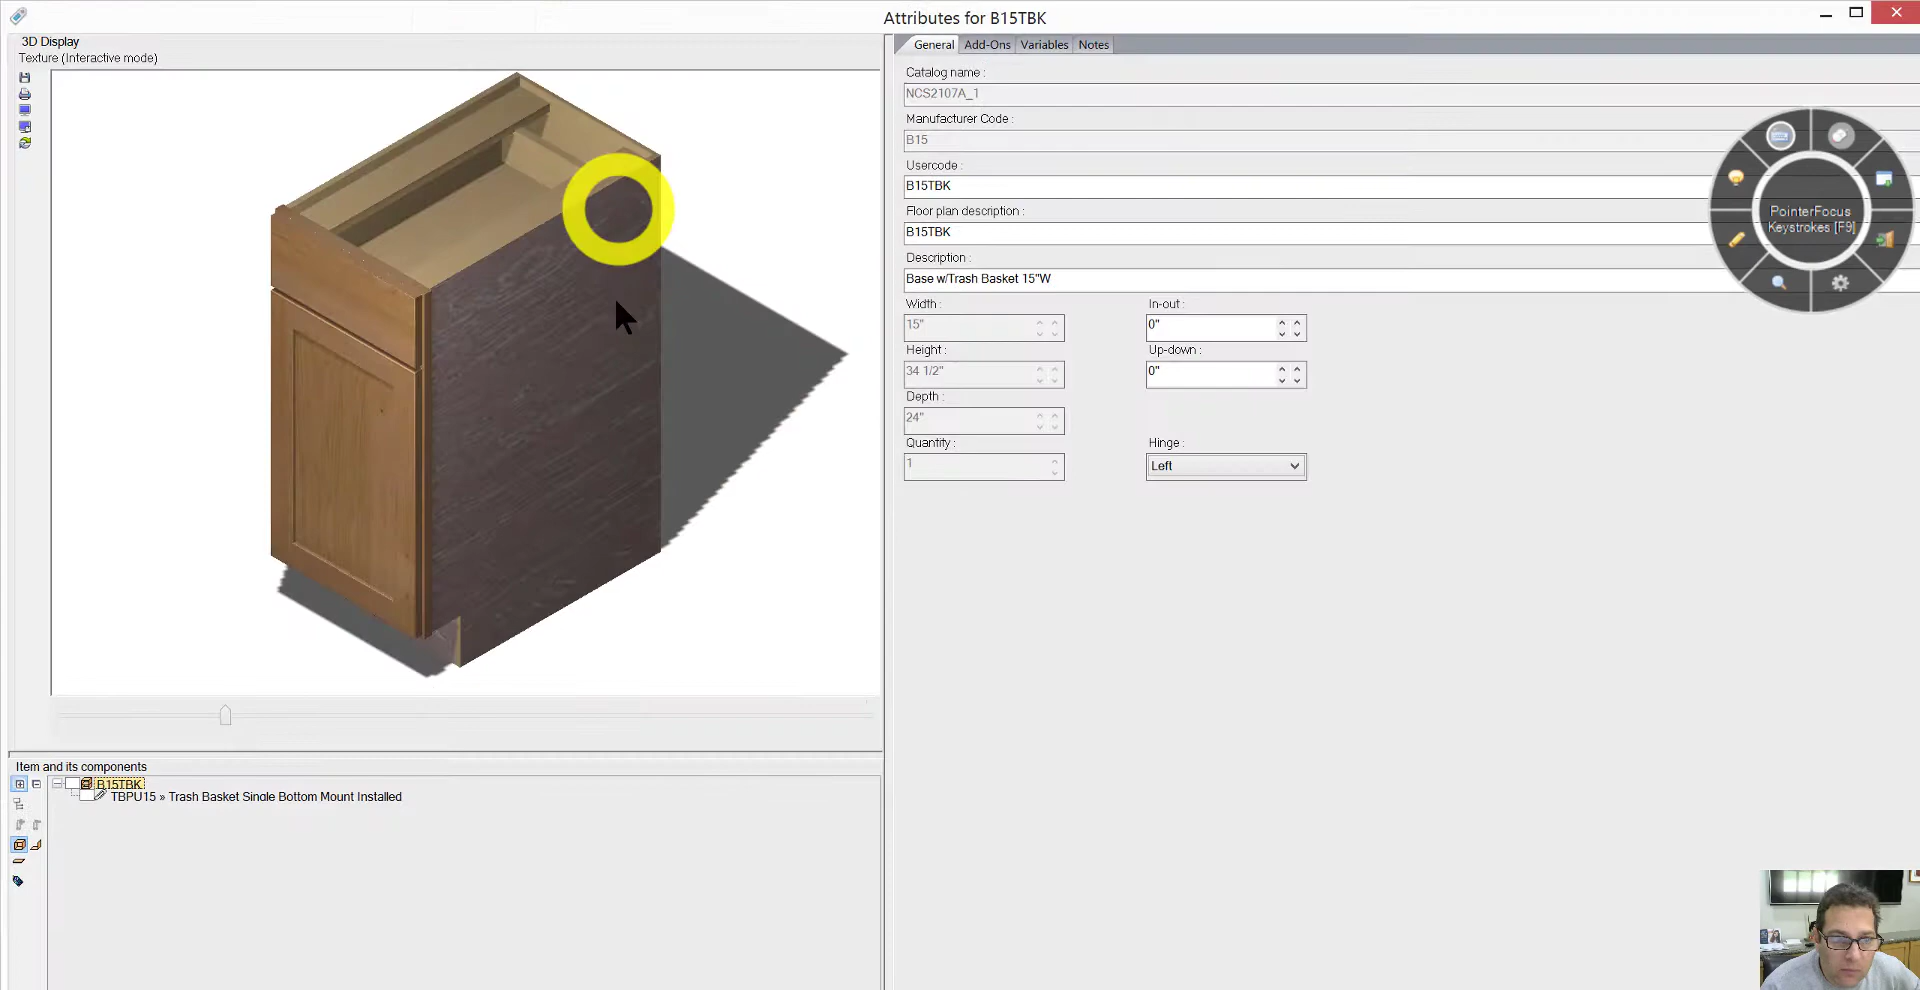 Attributes for B15TBK
3D Display
Texture (Interactive mode)
General Add-Ons Variables Notes
Catalog name :
NCS2107A_1
Manufacturer Code :
B15
Usercode :
B15TBK
Floor plan description :
B15TBK
Description :
Base w/Trash Basket 15"W
Width : In-out :
15" 0"
Height : Up-down :
34 1/2" 0"
Depth :
24"
Quantity : Hinge :
1 Left
PointerFocus
Keystrokes [F9]
Item and its components
B15TBK
TBPU15 » Trash Basket Single Bottom Mount Installed